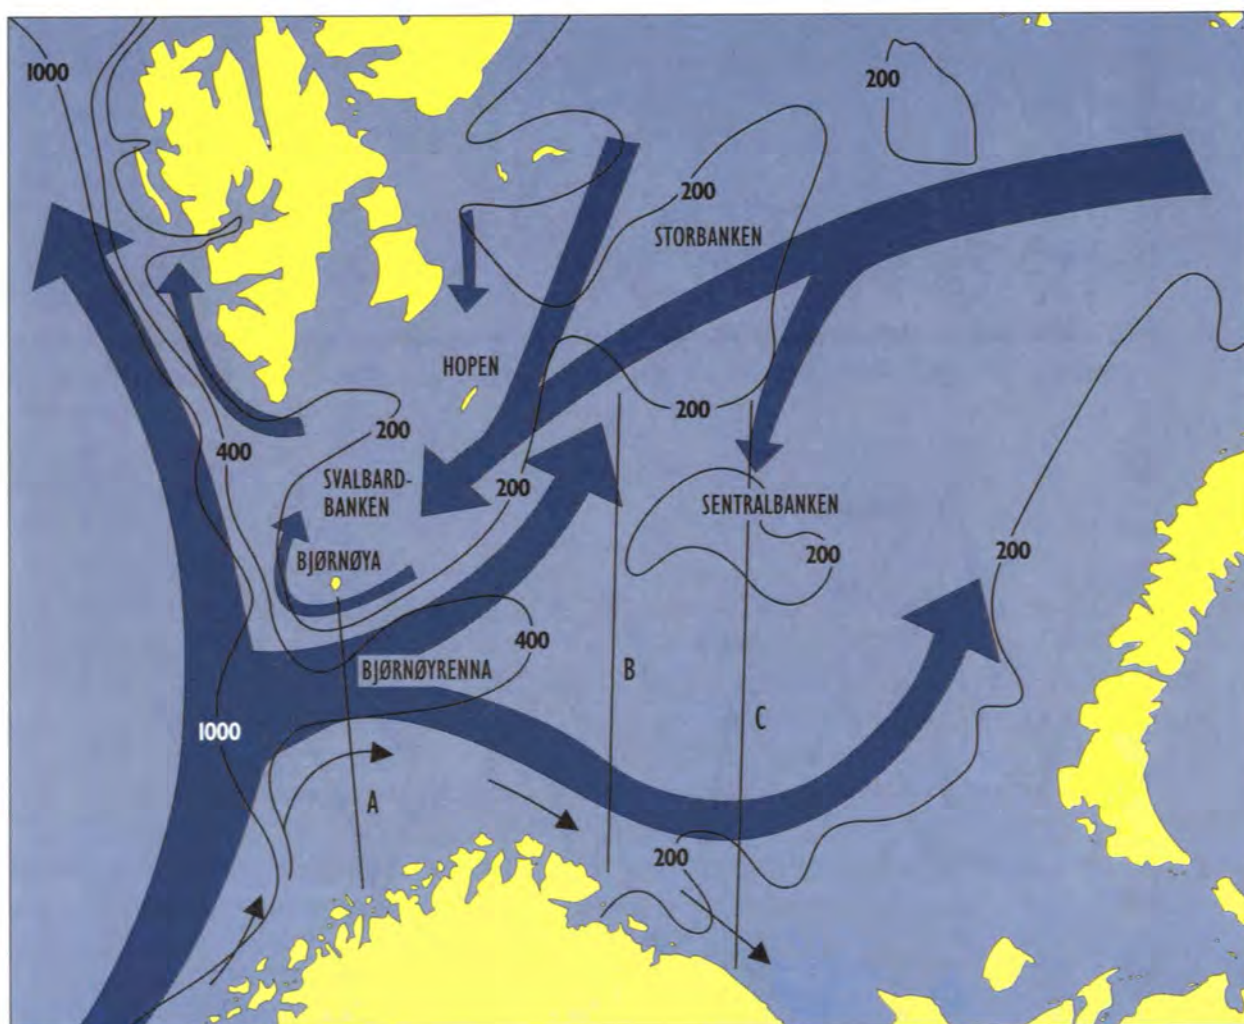 1000
200
200
STORBANKEN
HOPEN
200
200
400
SVALBARD-
BANKEN
200
SENTRALBANKEN
BJØRNØYA
200
200
400
BJØRNØYRENNA
B
C
1000
A
200